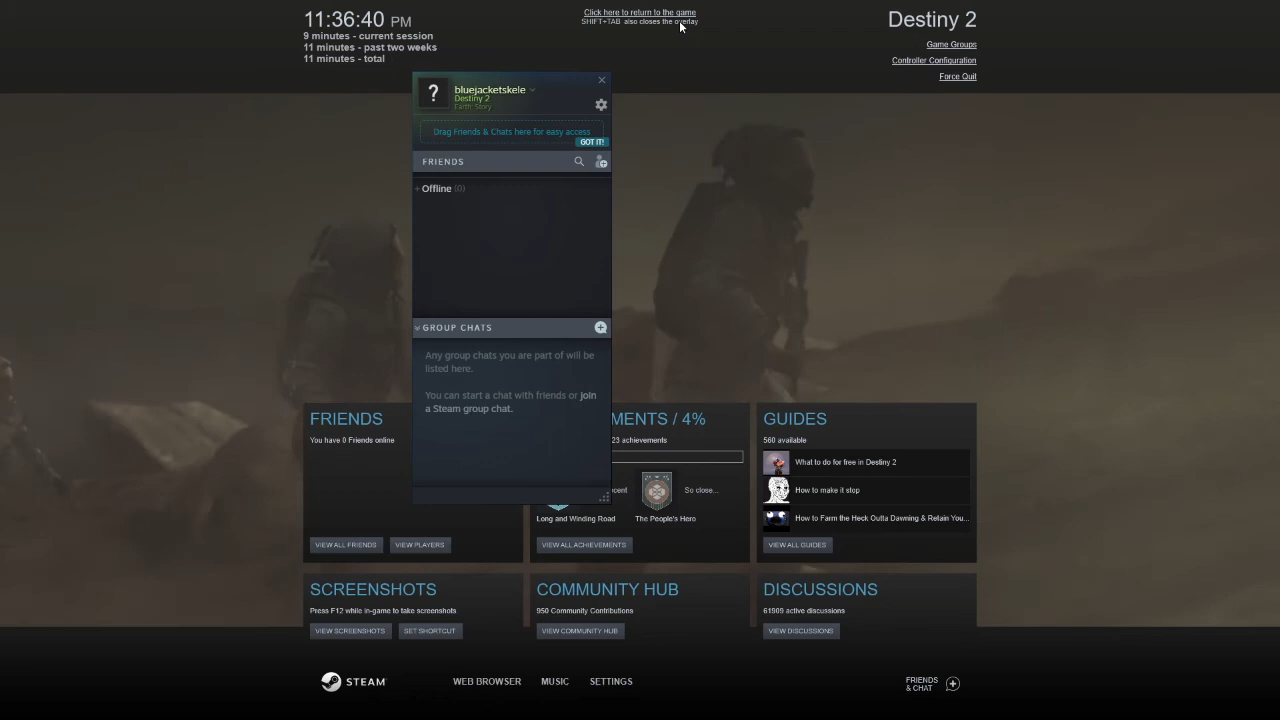 11:36:40 PM
9 minutes - current session
11 minutes - past two weeks
11 minutes - total
Click here to return to the game
SHIFT+TAB also closes the overlay
Destiny 2
Game Groups
Controller Configuration
Force Quit
?
bluejacketskele
Destiny 2
Earth: Story
Drag Friends & Chats here for easy access
GOT IT!
FRIENDS
+ Offline (0)
GROUP CHATS
Any group chats you are part of will be
listed here.
You can start a chat with friends or join
a Steam group chat.
FRIENDS
You have 0 Friends online
VIEW ALL FRIENDS
VIEW PLAYERS
MENTS / 4%
23 achievements
ecent
So close...
Long and Winding Road
The People's Hero
VIEW ALL ACHIEVEMENTS
GUIDES
560 available
What to do for free in Destiny 2
How to make it stop
How to Farm the Heck Outta Dawning & Retain You...
VIEW ALL GUIDES
SCREENSHOTS
Press F12 while in-game to take screenshots
VIEW SCREENSHOTS
SET SHORTCUT
COMMUNITY HUB
950 Community Contributions
VIEW COMMUNITY HUB
DISCUSSIONS
61909 active discussions
VIEW DISCUSSIONS
STEAM
WEB BROWSER
MUSIC
SETTINGS
FRIENDS
& CHAT